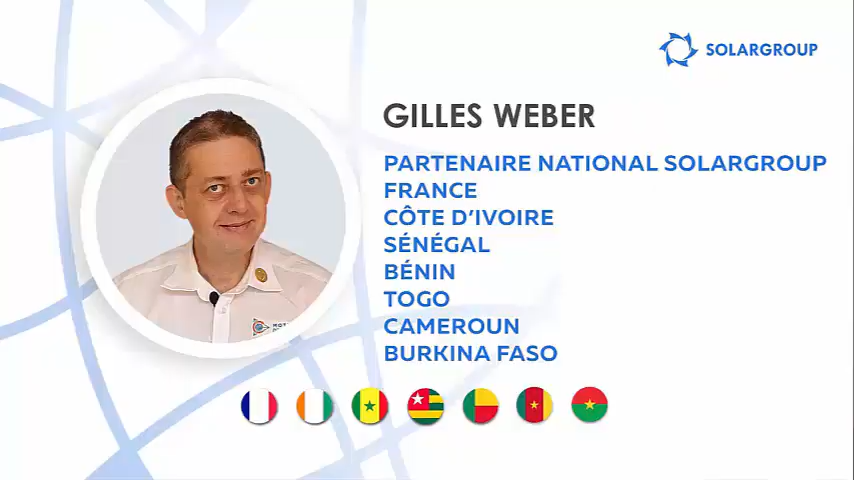 SOLARGROUP
GILLES WEBER
PARTENAIRE NATIONAL SOLARGROUP
FRANCE
CÔTE D'IVOIRE
SÉNÉGAL
BÉNIN
TOGO
CAMEROUN
BURKINA FASO